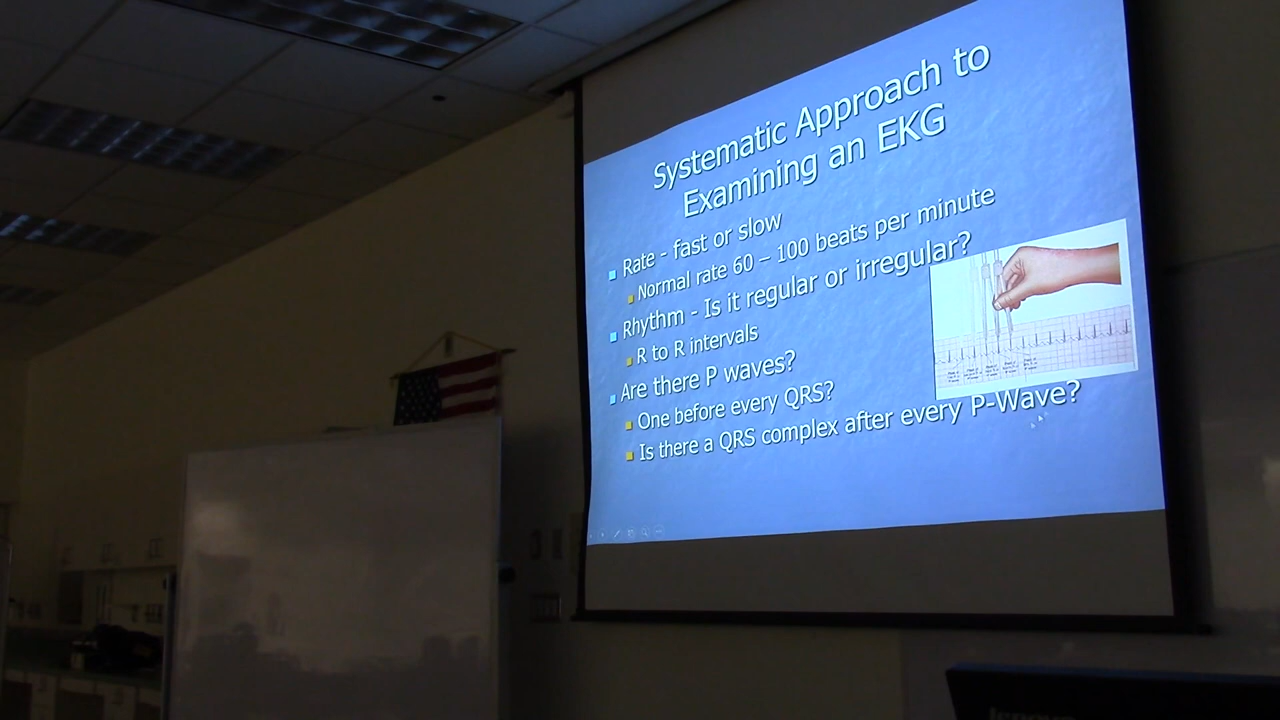 Systematic Approach to
Examining an EKG
Rate - fast or slow
Normal rate 60 – 100 beats per minute
Rhythm - Is it regular or irregular?
R to R intervals
Are there P waves?
One before every QRS?
Is there a QRS complex after every P-Wave?